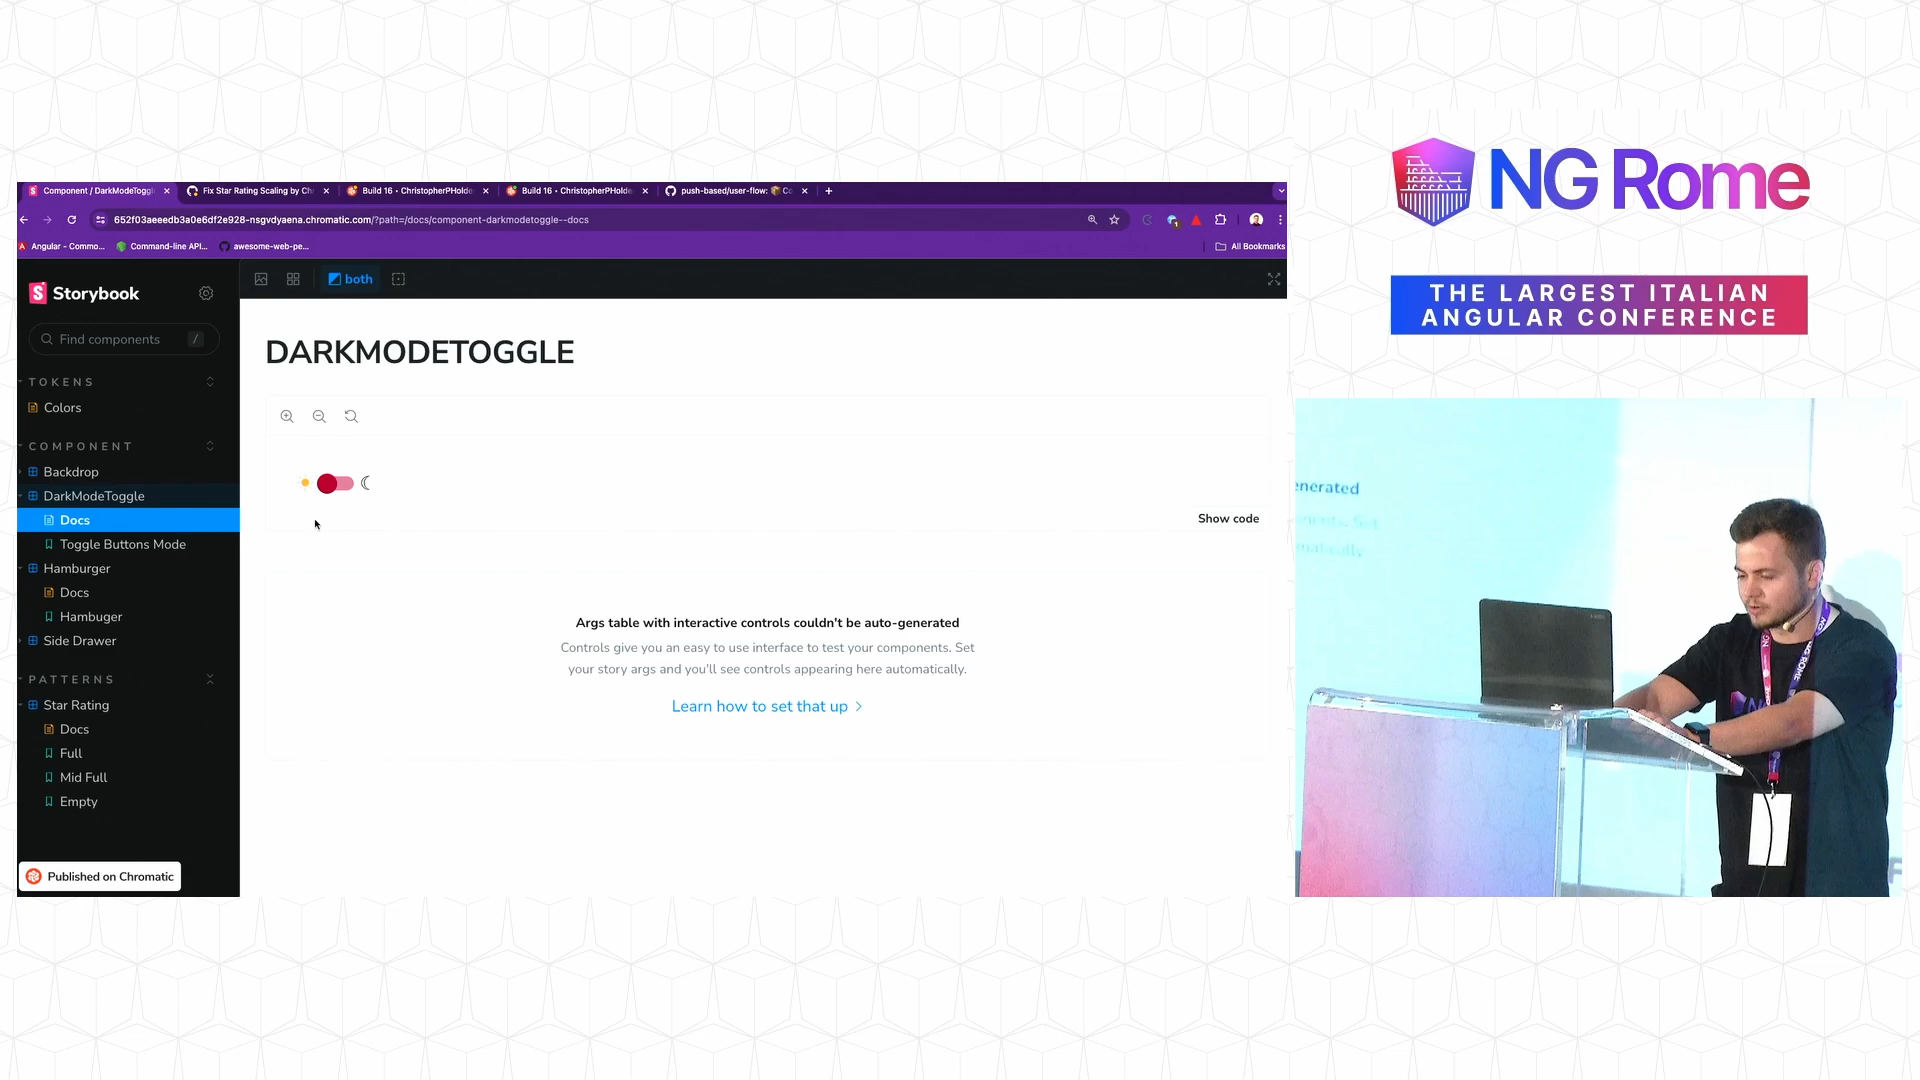 Component / DarkModeToggl
Fix Star Rating Scaling by Chr
Build 16 • ChristopherPHolde
Build 16 • ChristopherPHolde
push-based/user-flow: 📦 Co
652f03aeeedb3a0e6df2e928-nsgvdyaena.chromatic.com/?path=/docs/component-darkmodetoggle--docs
Angular - Commo...
Command-line API...
awesome-web-pe...
All Bookmarks
Storybook
both
Find components /
TOKENS
Colors
COMPONENT
Backdrop
DarkModeToggle
Docs
Toggle Buttons Mode
Hamburger
Docs
Hambuger
Side Drawer
PATTERNS
Star Rating
Docs
Full
Mid Full
Empty
Published on Chromatic
DARKMODETOGGLE
Show code
Args table with interactive controls couldn't be auto-generated
Controls give you an easy to use interface to test your components. Set
your story args and you'll see controls appearing here automatically.
Learn how to set that up
NG Rome
THE LARGEST ITALIAN
ANGULAR CONFERENCE
enerated